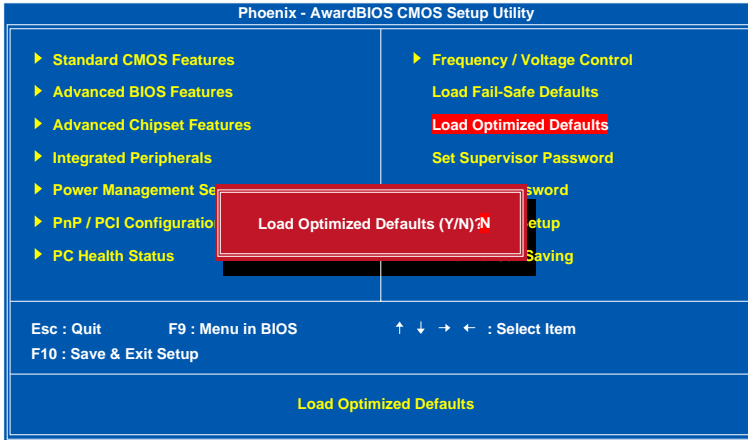 Phoenix - AwardBIOS CMOS Setup Utility
Standard CMOS Features
Advanced BIOS Features
Advanced Chipset Features
Integrated Peripherals
Power Management Se
PnP / PCI Configuratio
PC Health Status
Frequency / Voltage Control
Load Fail-Safe Defaults
Load Optimized Defaults
Set Supervisor Password
sword
etup
Saving
Load Optimized Defaults (Y/N)?N
Esc : Quit F9 : Menu in BIOS ↑ ↓ → ← : Select Item
F10 : Save & Exit Setup
Load Optimized Defaults